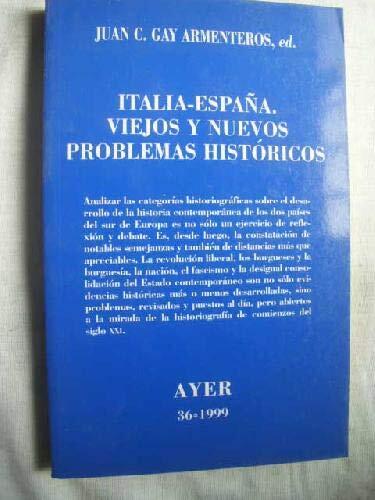 JUAN C. GAY ARMENTEROS, ed.
ITALIA-ESPAÑA.
VIEJOS Y NUEVOS
PROBLEMAS HISTÓRICOS
Analizar las categorías historiográficas sobre el desa-
rrollo de la historia contemporánea de los dos países
del sur de Europa es no sólo un ejercicio de refle-
xión y debate. Es, desde luego, la constatación de
notables semejanzas y también de distancias más que
apreciables. La revolución liberal, los burgueses y la
burguesía, la nación, el fascismo y la desigual conso-
lidación del Estado contemporáneo son no sólo evi-
dencias históricas más o menos desarrolladas, sino
problemas, revisados y puestos al día, pero abiertos
a la mirada de la historiografía de comienzos del
siglo XXI.
AYER
36*1999